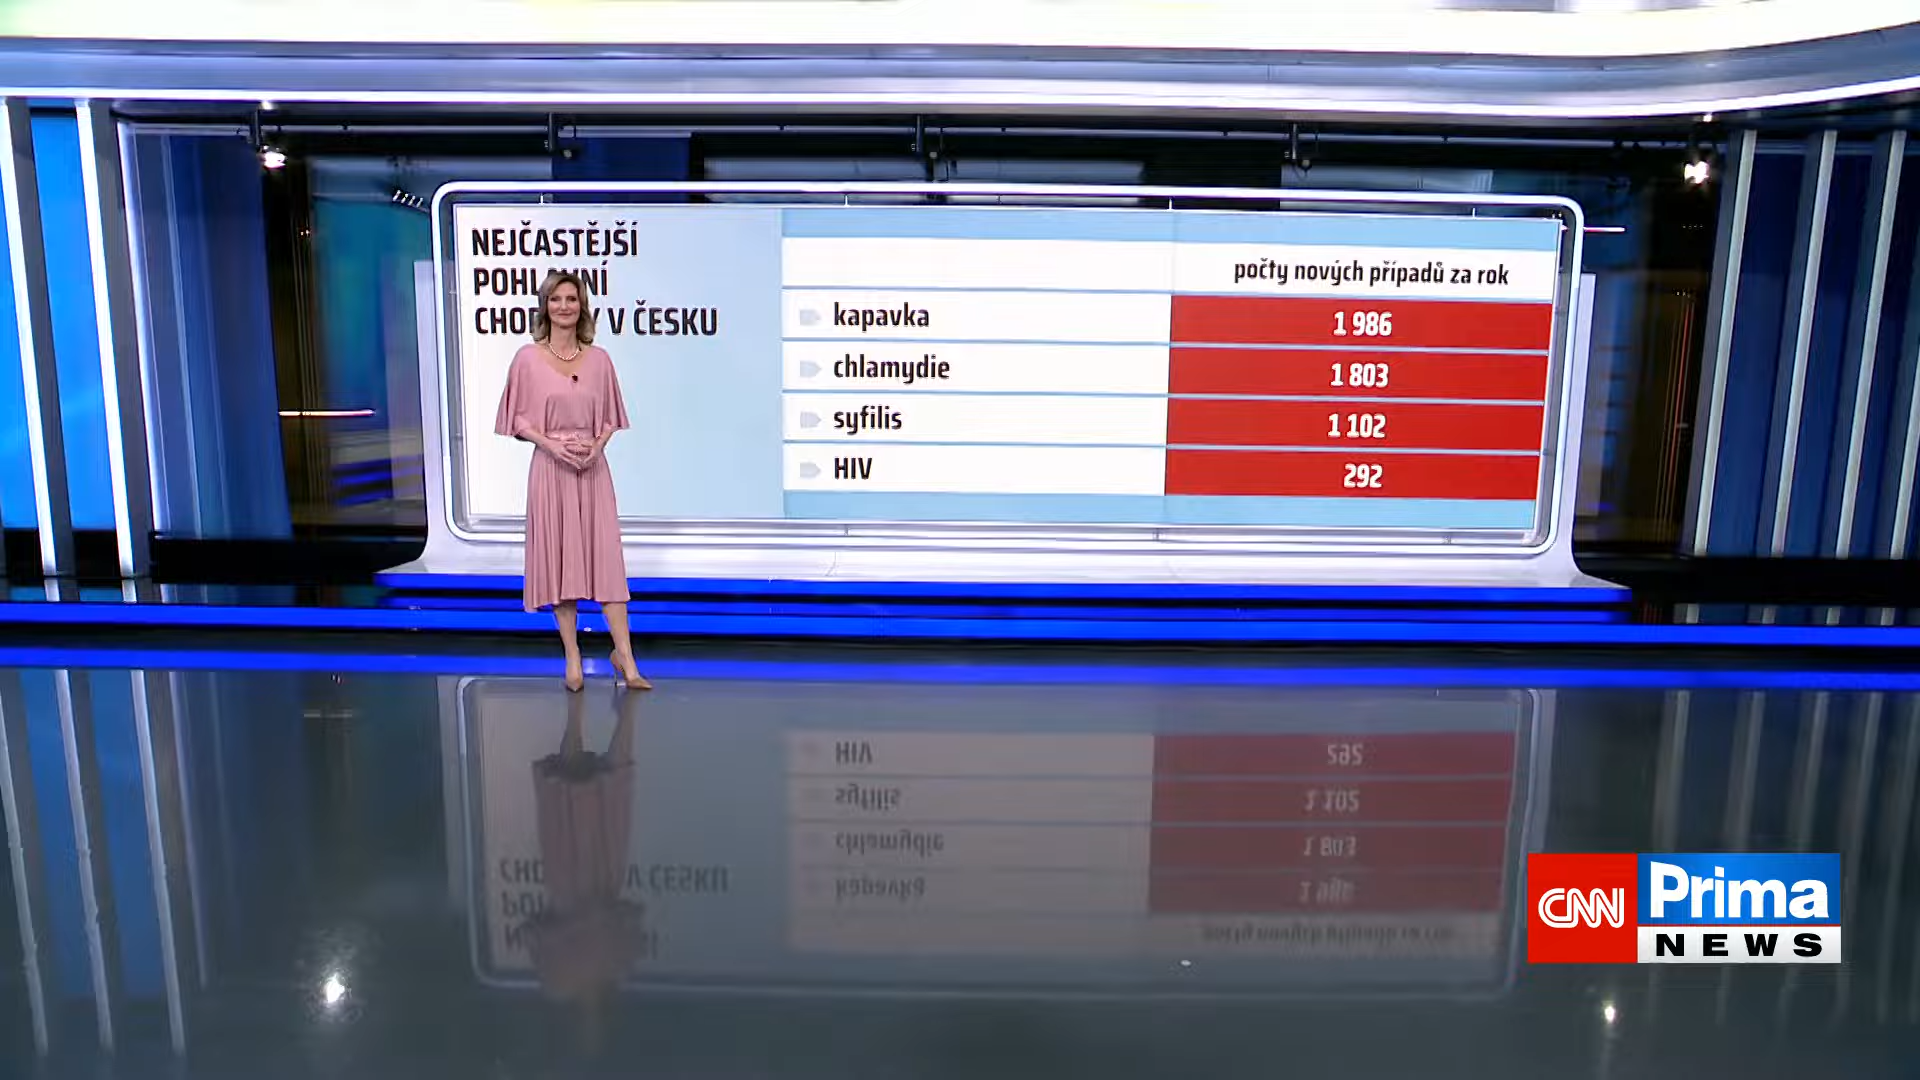 NEJČASTĚJŠÍ
V ČESKU
počty nových případů za rok
kapavka 1 986
chlamydie 1 803
syfilis 1 102
HIV 292
CNN Prima
NEWS